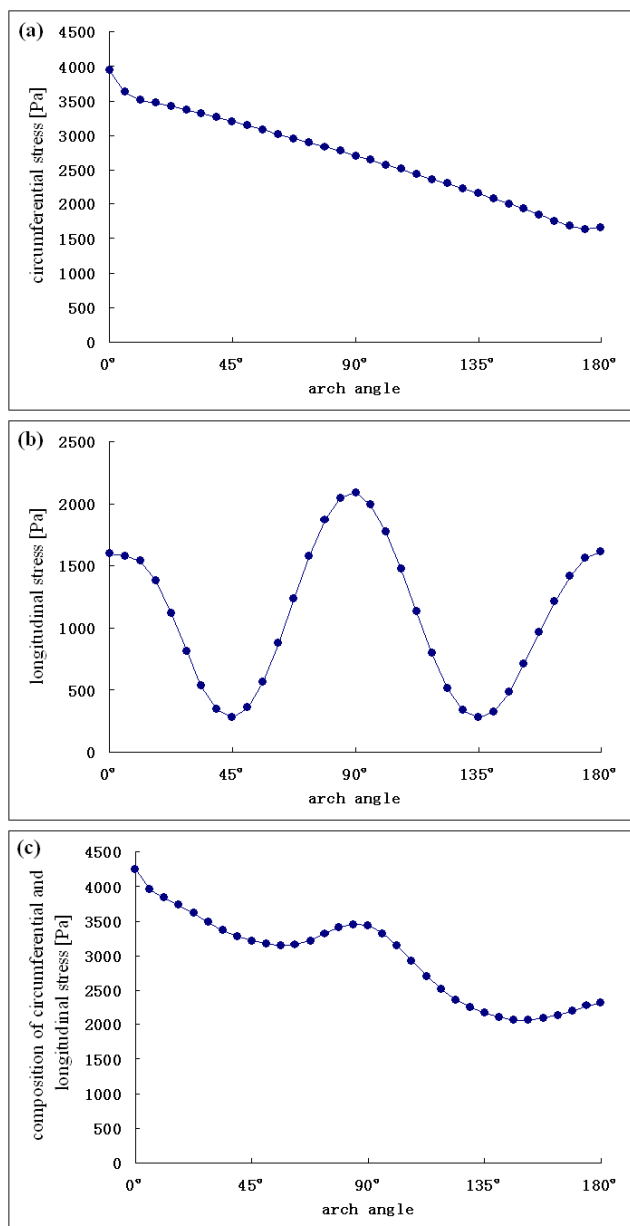 (a)
circumferential stress [Pa]
4500
4000
3500
3000
2500
2000
1500
1000
500
0
0° 45° 90° 135° 180°
arch angle
(b)
longitudinal stress [Pa]
2500
2000
1500
1000
500
0
0° 45° 90° 135° 180°
arch angle
(c)
composition of circumferential and
longitudinal stress [Pa]
4500
4000
3500
3000
2500
2000
1500
1000
500
0
0° 45° 90° 135° 180°
arch angle